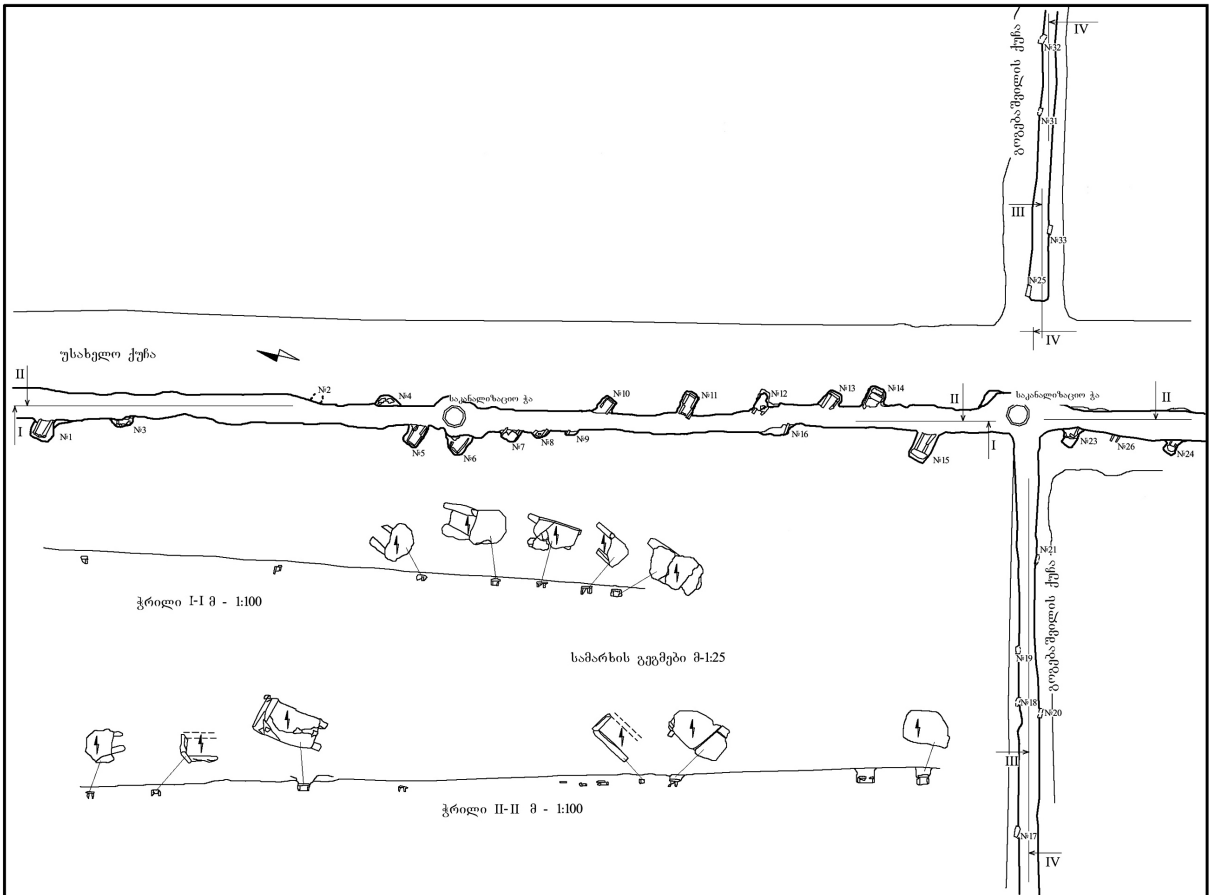 გოგებაშვილის ქუჩა
IV
№32
№31
III
№33
№25
IV
უსახელო ქუჩა
II
I
№1
№3
№2
№4
საკანალიზაციო ჭა
№5
№6
№7
№8
№9
№10
№11
№12
№13
№14
№16
№15
II
I
საკანალიზაციო ჭა
II
№23
№26
№24
№21
გოგებაშვილის ქუჩა
№19
№18
№20
III
№17
IV
ჭრილი I-I მ - 1:100
სამარხის გეგმები მ-1:25
ჭრილი II-II მ - 1:100